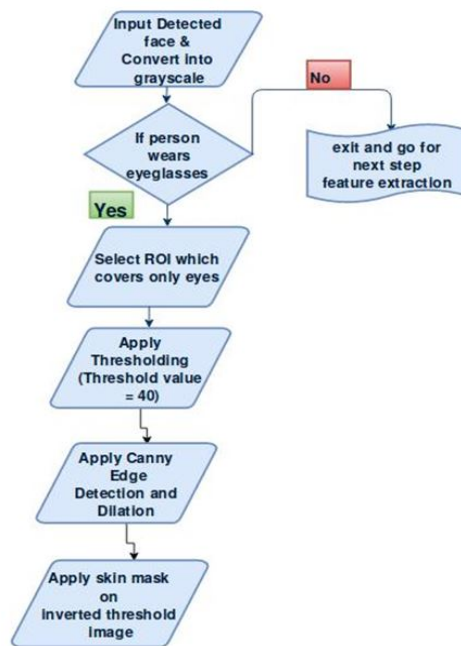 Input Detected
face &
Convert into
grayscale
No
If person
wears
eyeglasses
exit and go for
next step
feature extraction
Yes
Select ROI which
covers only eyes
Apply
Thresholding
(Threshold value
= 40)
Apply Canny
Edge
Detection and
Dilation
Apply skin mask
on
inverted threshold
image